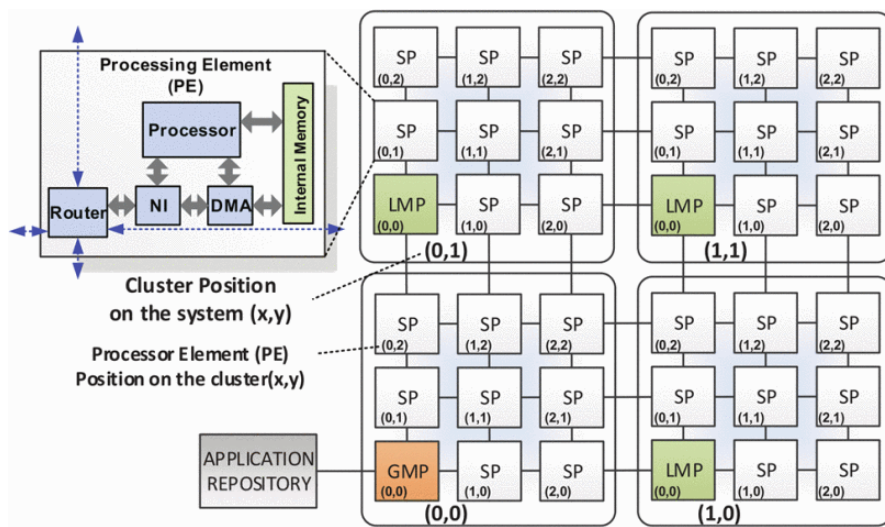 Processing Element
(PE)
Processor
Internal Memory
Router
NI
DMA
Cluster Position
on the system (x,y)
Processor Element (PE)
Position on the cluster(x,y)
APPLICATION
REPOSITORY
SP
(0,2)
SP
(1,2)
SP
(2,2)
SP
(0,1)
SP
(1,1)
SP
(2,1)
LMP
(0,0)
SP
(1,0)
SP
(2,0)
(0,1)
SP
(0,2)
SP
(1,2)
SP
(2,2)
SP
(0,1)
SP
(1,1)
SP
(2,1)
LMP
(0,0)
SP
(1,0)
SP
(2,0)
(1,1)
SP
(0,2)
SP
(1,2)
SP
(2,2)
SP
(0,1)
SP
(1,1)
SP
(2,1)
GMP
(0,0)
SP
(1,0)
SP
(2,0)
(0,0)
SP
(0,2)
SP
(1,2)
SP
(2,2)
SP
(0,1)
SP
(1,1)
SP
(2,1)
LMP
(0,0)
SP
(1,0)
SP
(2,0)
(1,0)